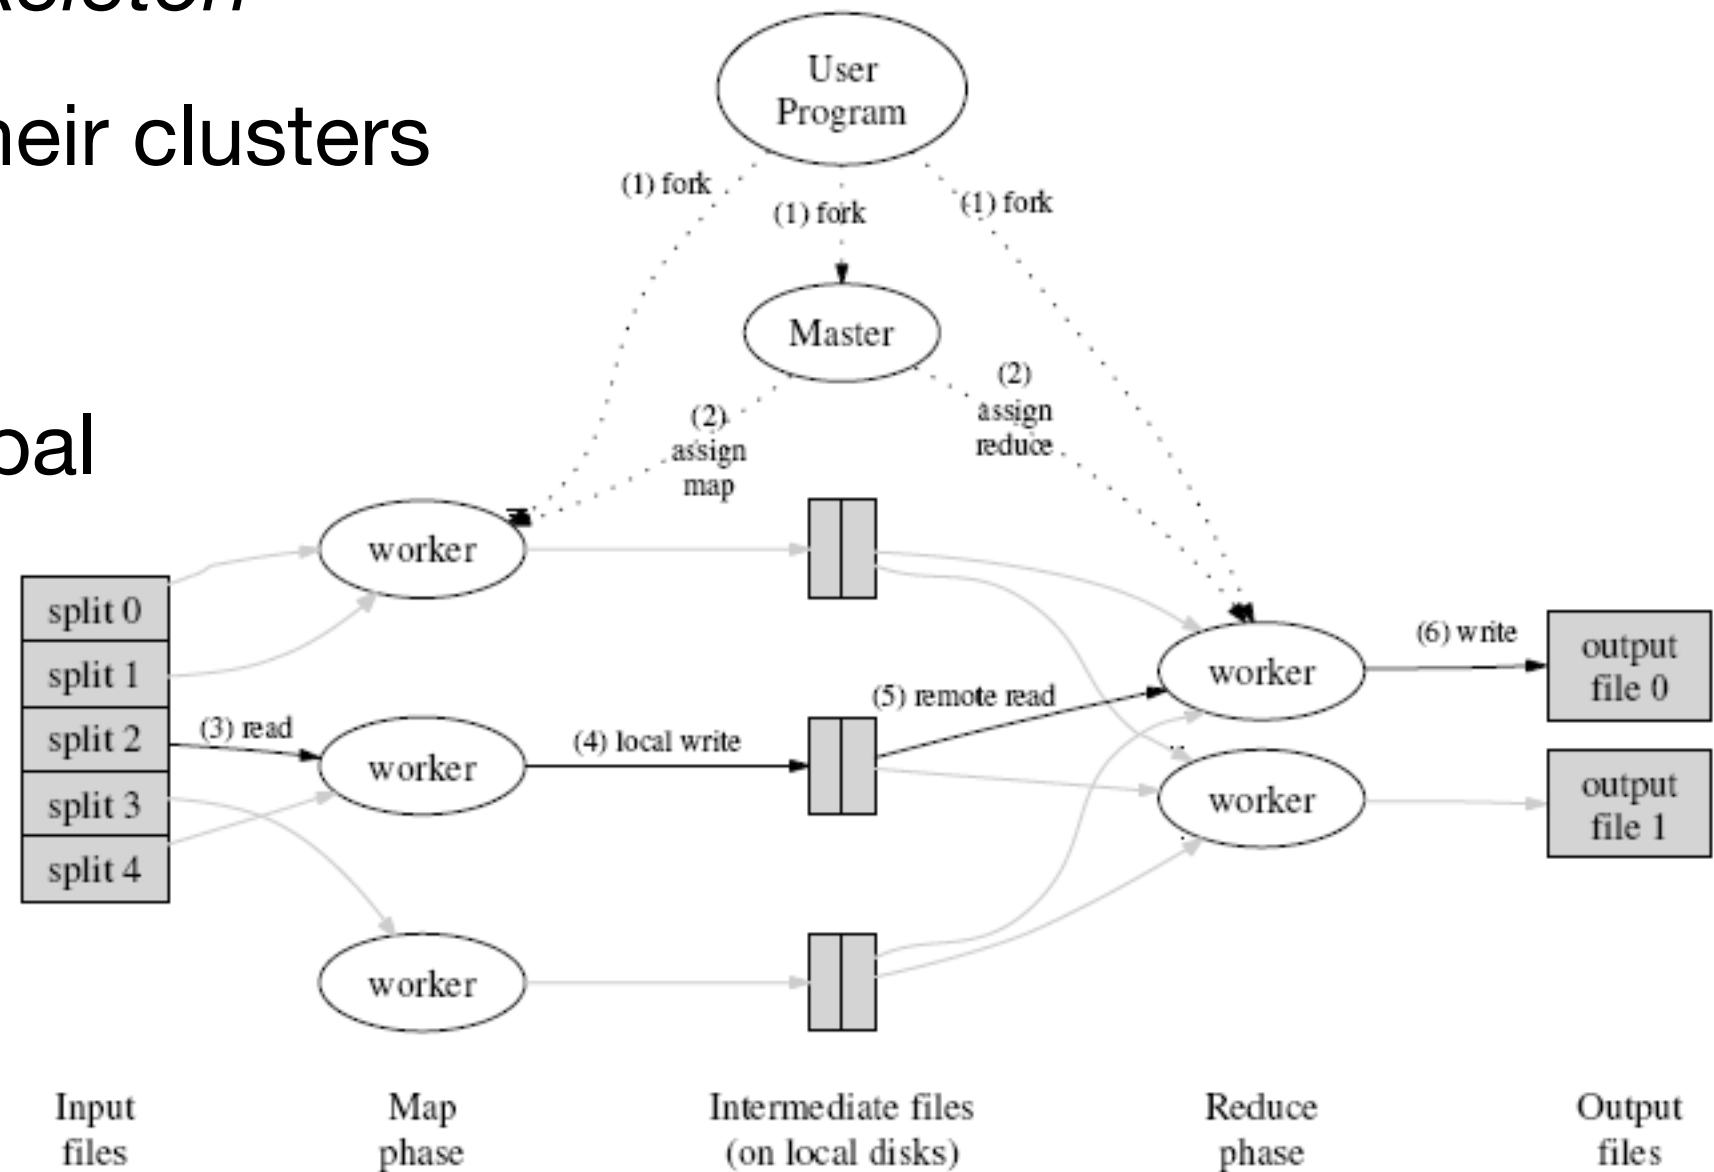 their clusters
User
Program
(1) fork
(1) fork
(1) fork
Master
(2)
assign
map
(2)
assign
reduce
worker
split 0
split 1
split 2
split 3
split 4
(3) read
worker
(4) local write
(5) remote read
worker
(6) write
output
file 0
worker
output
file 1
worker
Input
files
Map
phase
Intermediate files
(on local disks)
Reduce
phase
Output
files